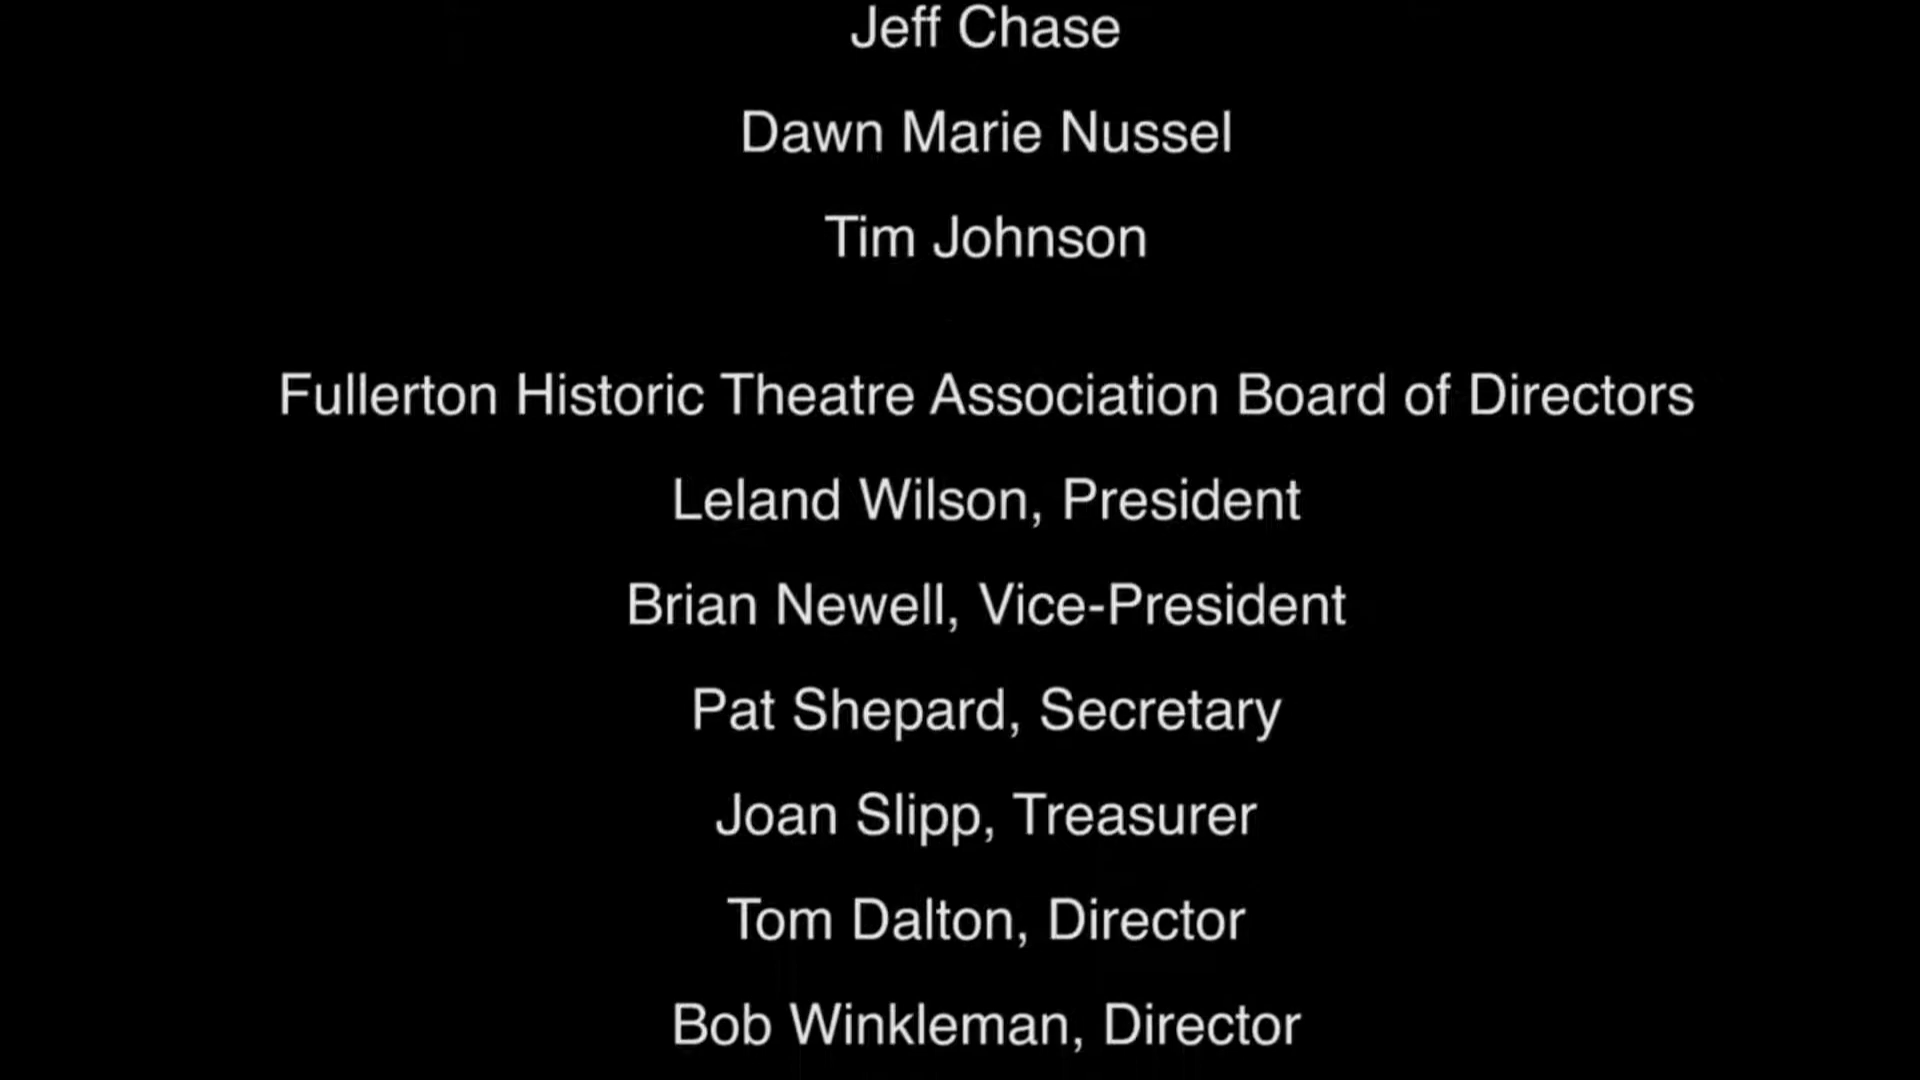 Jeff Chase
Dawn Marie Nussel
Tim Johnson
Fullerton Historic Theatre Association Board of Directors
Leland Wilson, President
Brian Newell, Vice-President
Pat Shepard, Secretary
Joan Slipp, Treasurer
Tom Dalton, Director
Bob Winkleman, Director